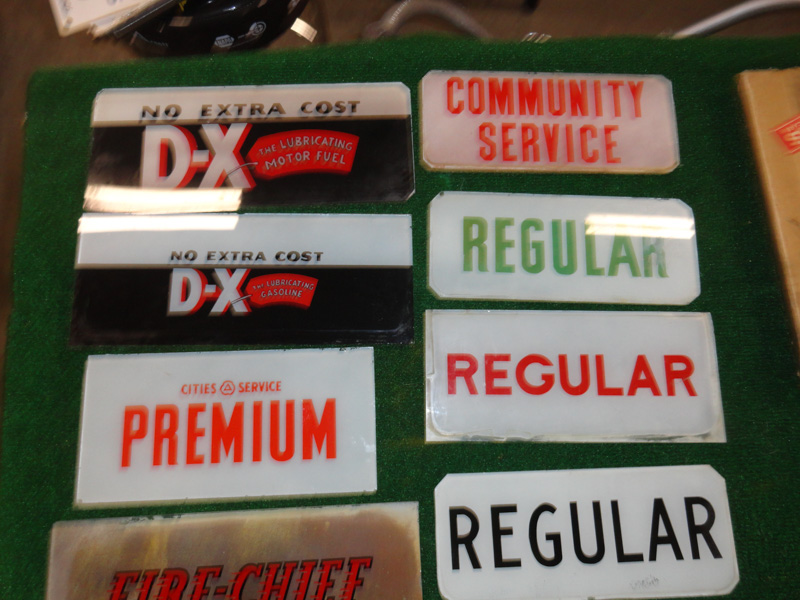 NO EXTRA COST
D-X THE LUBRICATING
MOTOR FUEL
NO EXTRA COST
D-X THE LUBRICATING
GASOLINE
CITIES SERVICE
PREMIUM
FIRE-CHIEF
COMMUNITY
SERVICE
REGULAR
REGULAR
REGULAR